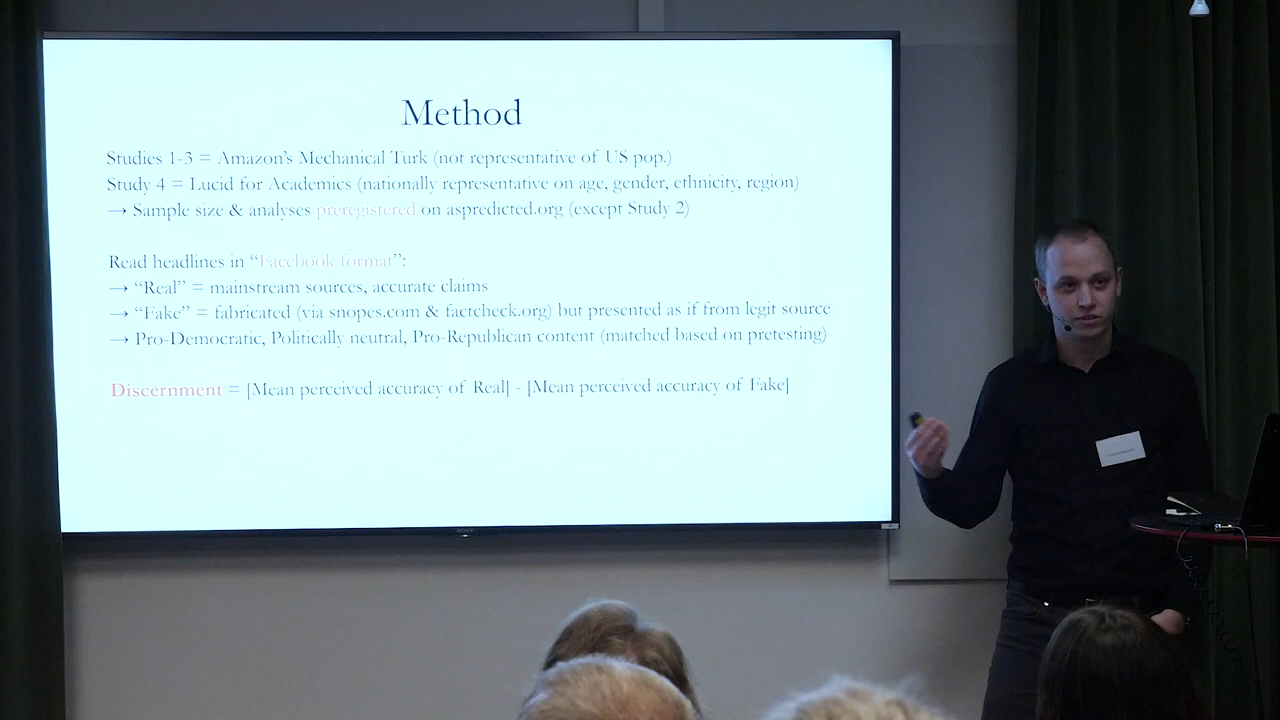 Method
Studies 1-3 = Amazon's Mechanical Turk (not representative of US pop.)
Study 4 = Lucid for Academics (nationally representative on age, gender, ethnicity, region)
→ Sample size & analyses preregistered on aspredicted.org (except Study 2)
Read headlines in “Facebook format”:
→ “Real” = mainstream sources, accurate claims
→ “Fake” = fabricated (via snopes.com & factcheck.org) but presented as if from legit source
→ Pro-Democratic, Politically neutral, Pro-Republican content (matched based on pretesting)
Discernment = [Mean perceived accuracy of Real] - [Mean perceived accuracy of Fake]
SONY